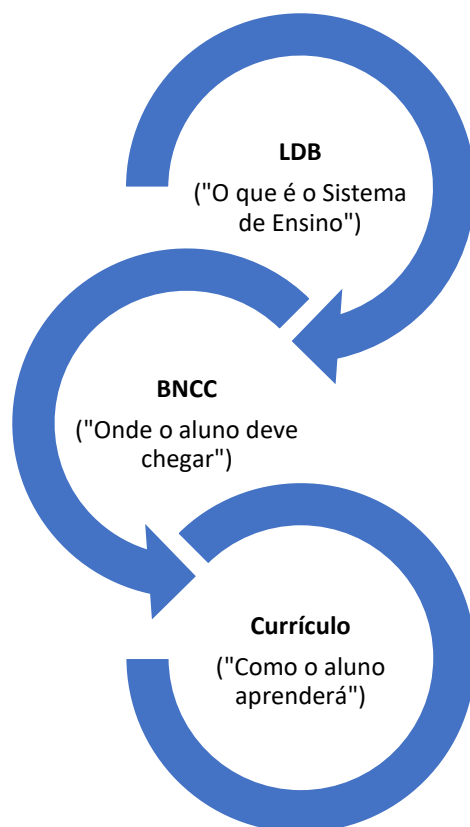 LDB
("O que é o Sistema
de Ensino")
BNCC
("Onde o aluno deve
chegar")
Currículo
("Como o aluno
aprenderá")